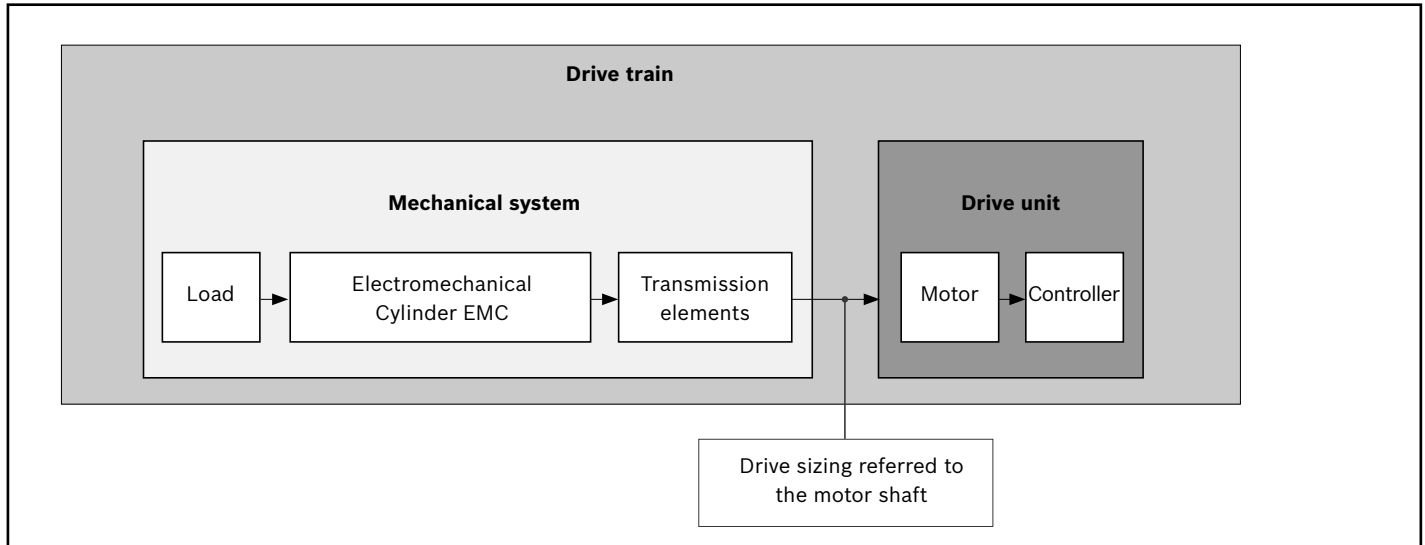 Drive train
Mechanical system
Drive unit
Load
Electromechanical
Cylinder EMC
Transmission
elements
Motor
Controller
Drive sizing referred to
the motor shaft